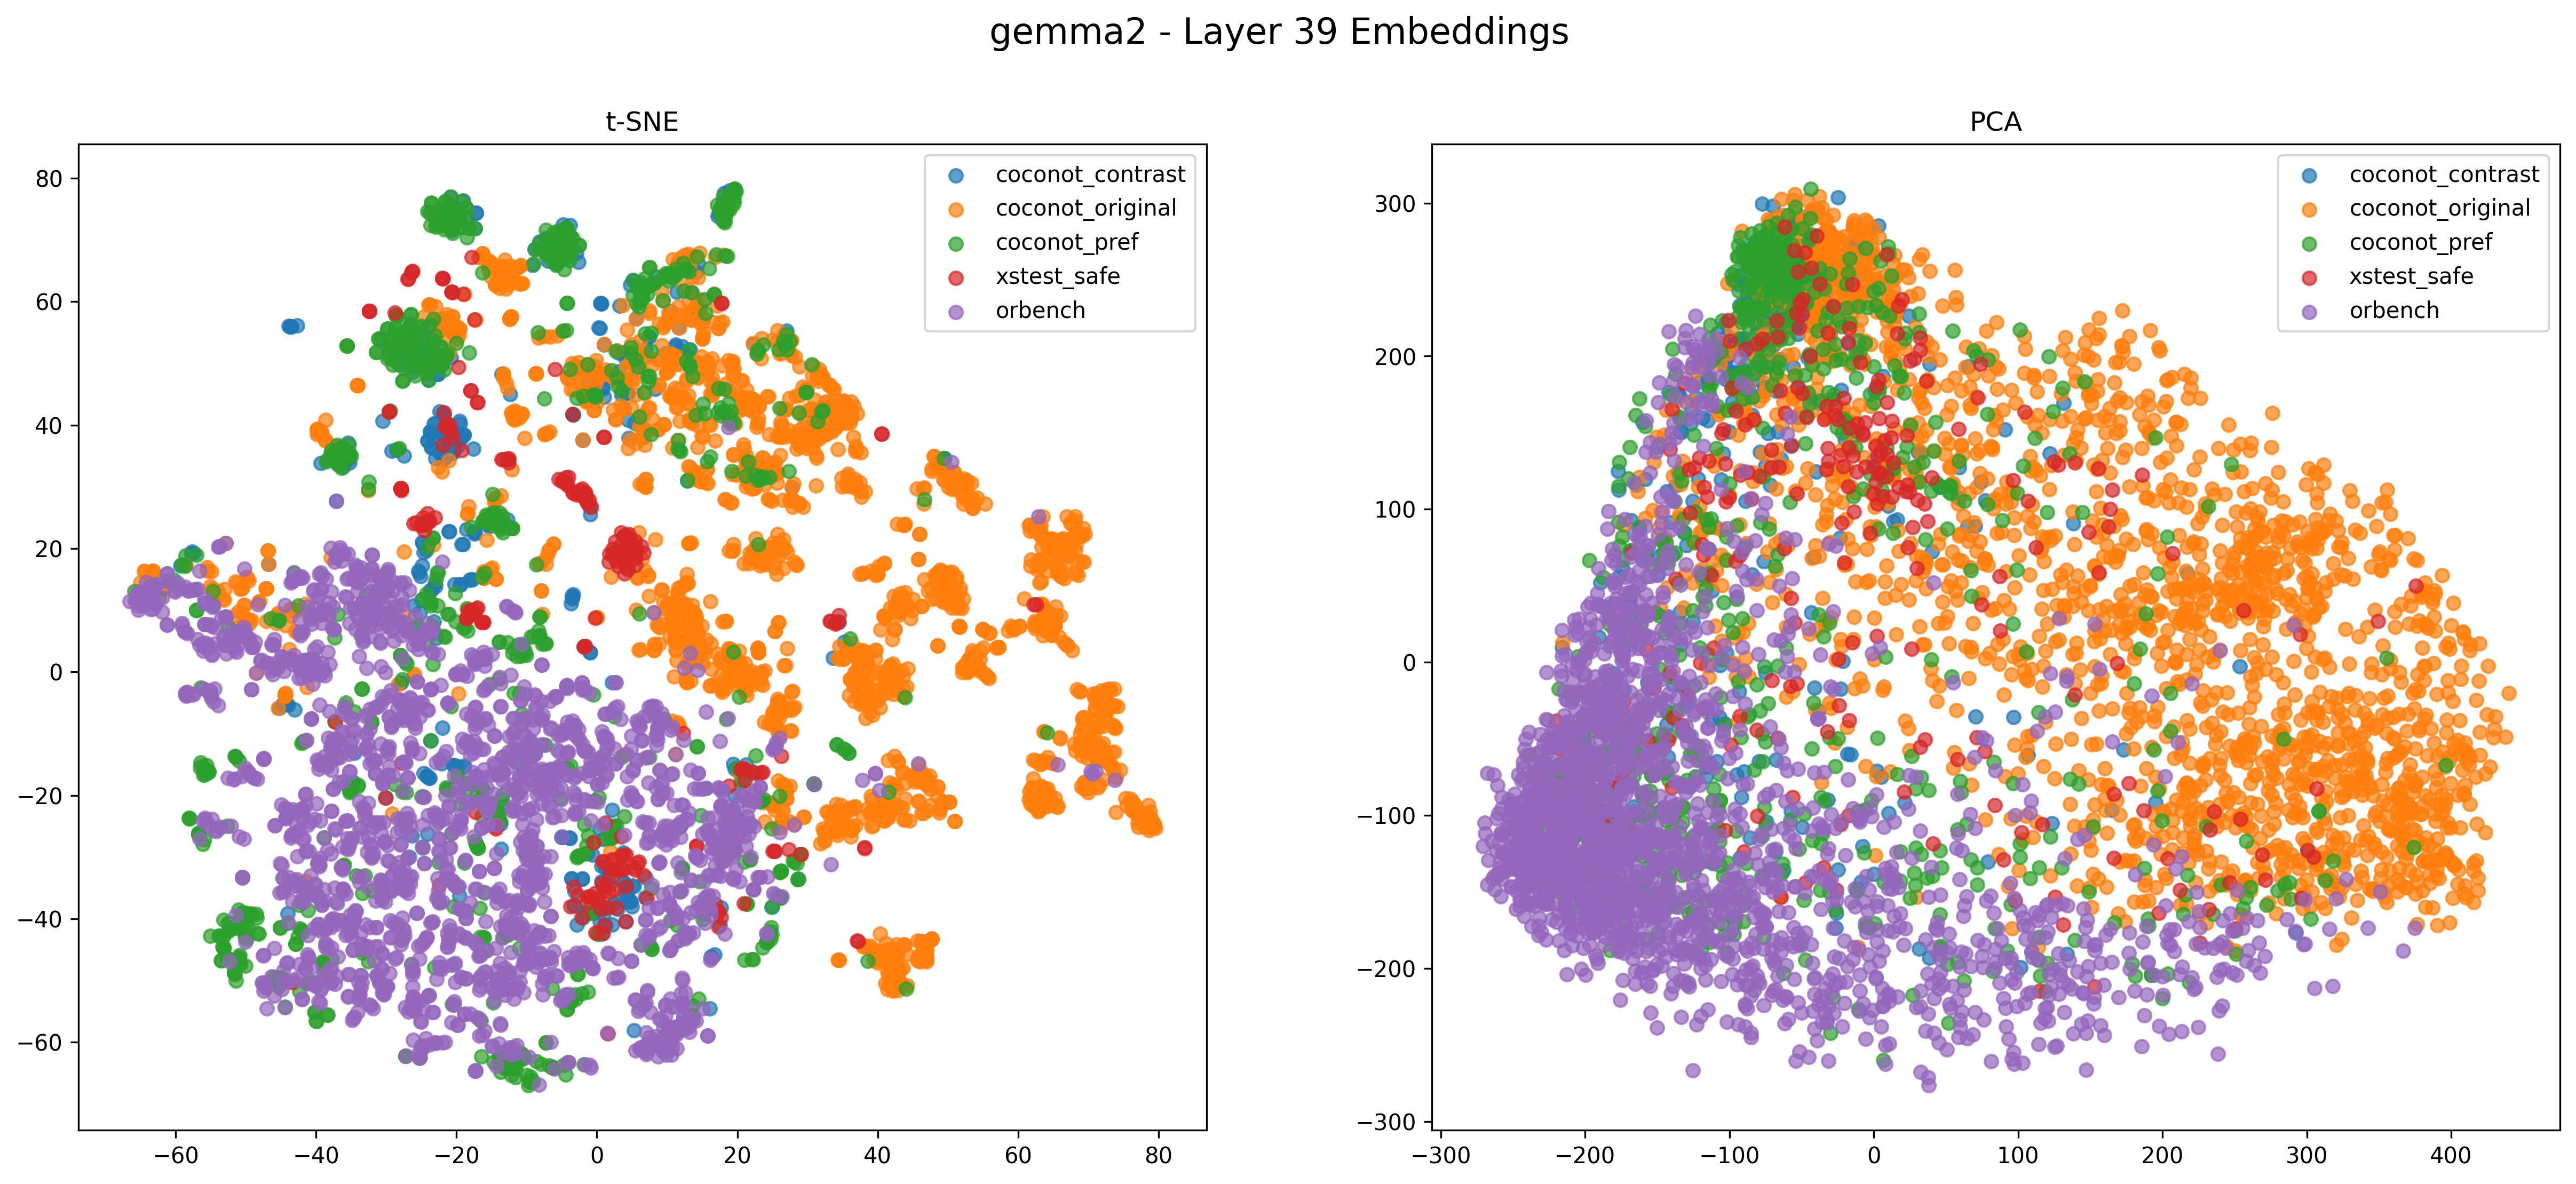 gemma2 - Layer 39 Embeddings
t-SNE
80
60
40
20
0
−20
−40
−60
−60 −40 −20 0 20 40 60 80
coconot_contrast
coconot_original
coconot_pref
xstest_safe
orbench
PCA
300
200
100
0
−100
−200
−300
−300 −200 −100 0 100 200 300 400
coconot_contrast
coconot_original
coconot_pref
xstest_safe
orbench